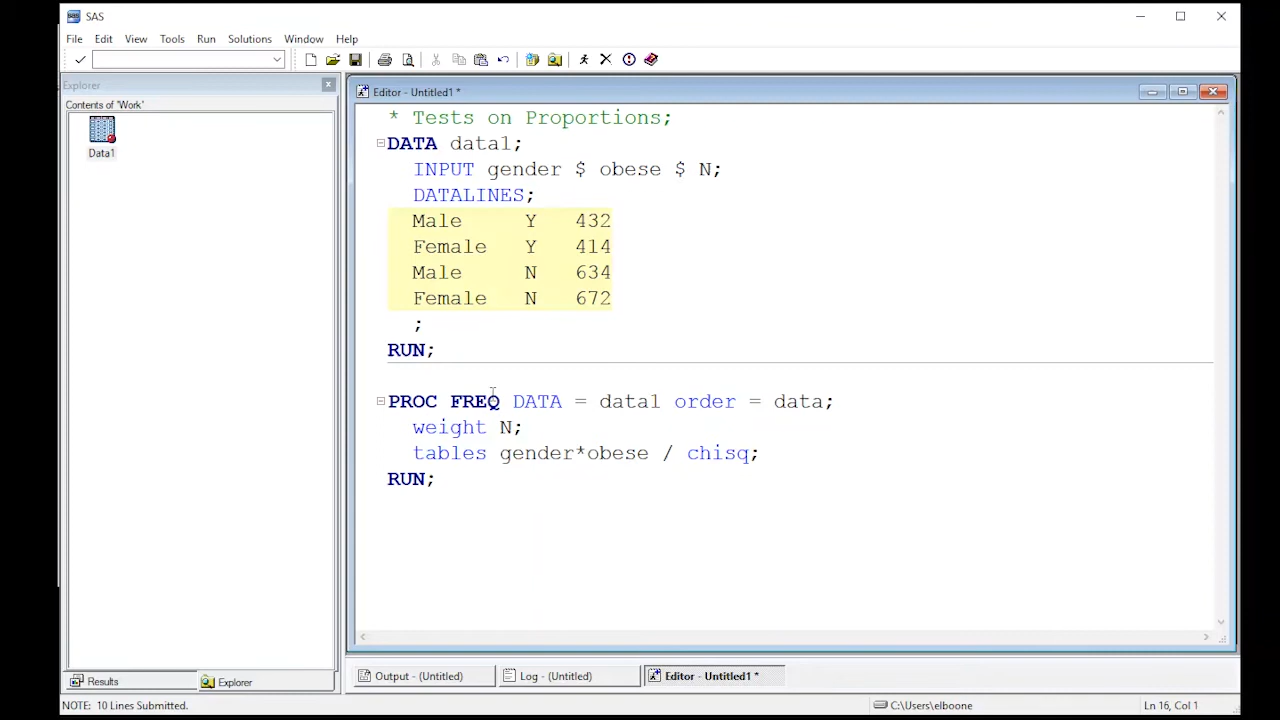 SAS
File Edit View Tools Run Solutions Window Help
Explorer
Contents of 'Work'
Data1
Editor - Untitled1 *
* Tests on Proportions;
DATA data1;
INPUT gender $ obese $ N;
DATALINES;
Male Y 432
Female Y 414
Male N 634
Female N 672
;
RUN;
PROC FREQ DATA = data1 order = data;
weight N;
tables gender*obese / chisq;
RUN;
Results
Explorer
Output - (Untitled)
Log - (Untitled)
Editor - Untitled1 *
NOTE: 10 Lines Submitted.
C:\Users\elboone
Ln 16, Col 1